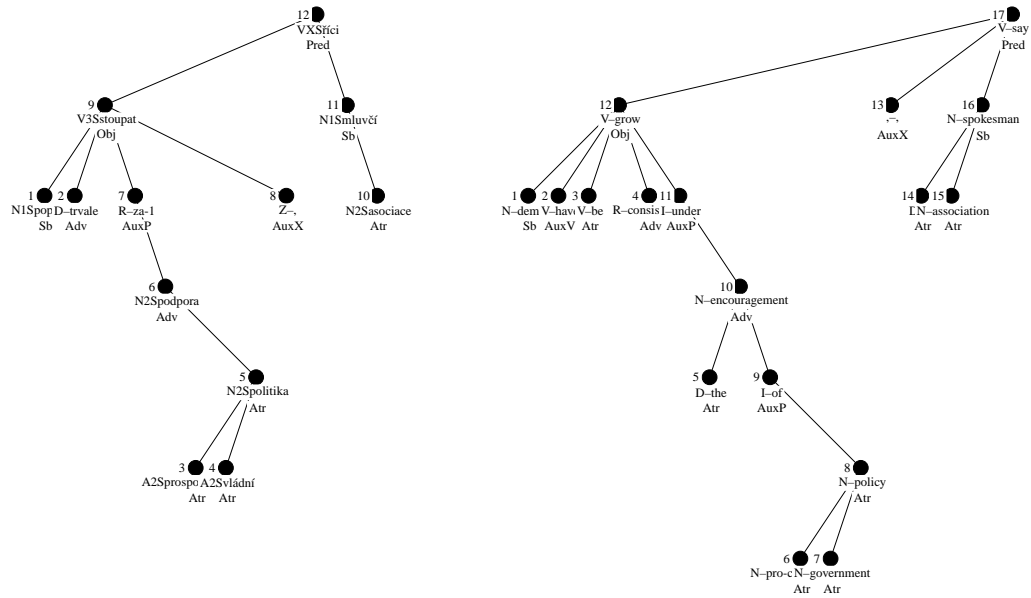 12
VXSříci
Pred
17
V–say
Pred
9
V3Sstoupat
Obj
11
N1Smluvčí
Sb
12
V–grow
Obj
13
,–,
AuxX
16
N–spokesman
Sb
1
Sb
2
D–trvale
Adv
7
R–za-1
AuxP
8
Z–,
AuxX
10
N2Sasociace
Atr
1
N–dem
Sb
2
AuxV
3
V–be
Atr
4
R–consis
Adv
11
I–under
AuxP
14
Atr
15
N–association
Atr
6
N2Spodpora
Adv
10
N–encouragement
Adv
5
N2Spolitika
Atr
5
D–the
Atr
9
I–of
AuxP
3
Atr
4
A2Svládní
Atr
8
N–policy
Atr
6
Atr
7
N–government
Atr